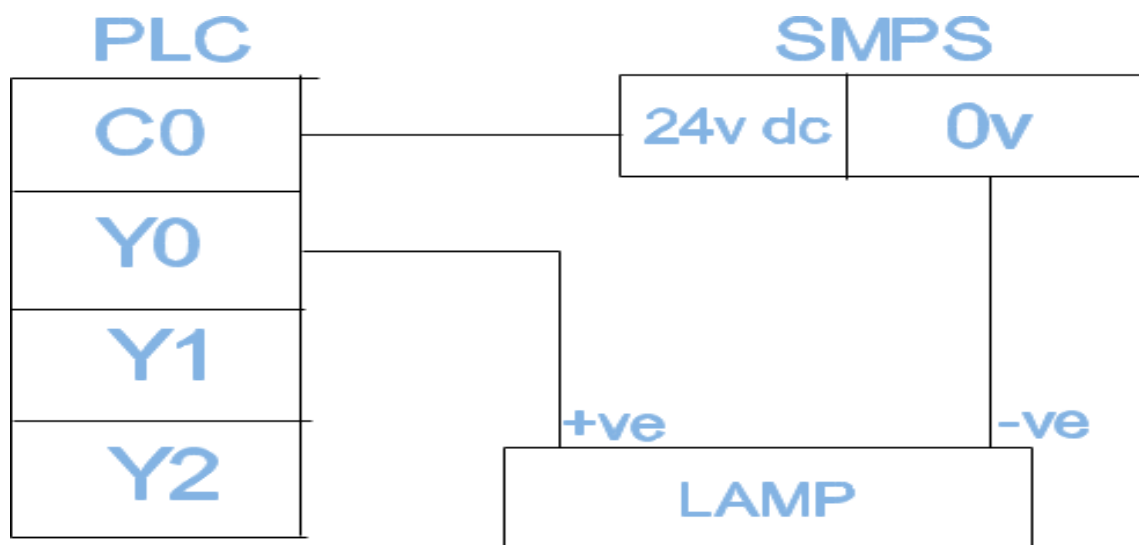 PLC
SMPS
C0
24v dc
0v
Y0
Y1
+ve
-ve
Y2
LAMP